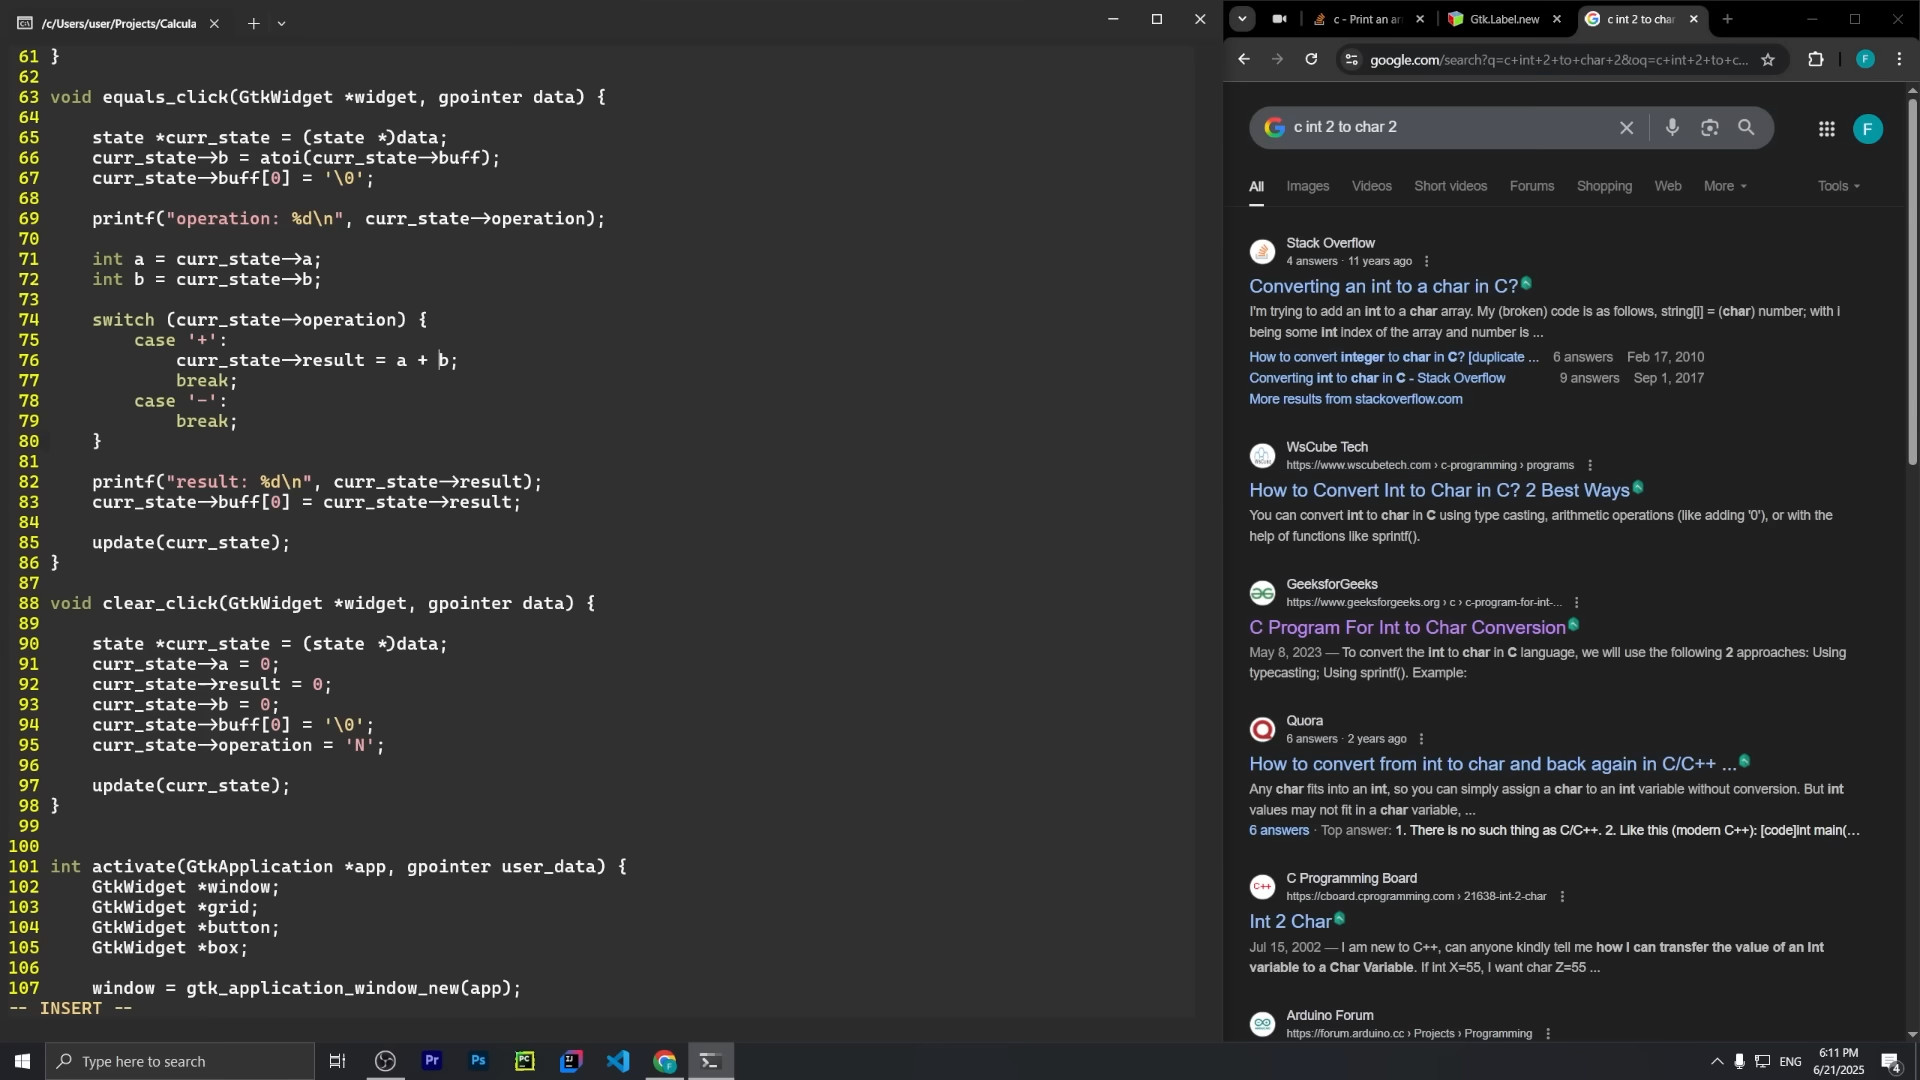 /c/Users/user/Projects/Calcula
61 }
62
63 void equals_click(GtkWidget *widget, gpointer data) {
64
65     state *curr_state = (state *)data;
66     curr_state->b = atoi(curr_state->buff);
67     curr_state->buff[0] = '\0';
68
69     printf("operation: %d\n", curr_state->operation);
70
71     int a = curr_state->a;
72     int b = curr_state->b;
73
74     switch (curr_state->operation) {
75         case '+':
76             curr_state->result = a + b;
77             break;
78         case '-':
79             break;
80     }
81
82     printf("result: %d\n", curr_state->result);
83     curr_state->buff[0] = curr_state->result;
84
85     update(curr_state);
86 }
87
88 void clear_click(GtkWidget *widget, gpointer data) {
89
90     state *curr_state = (state *)data;
91     curr_state->a = 0;
92     curr_state->result = 0;
93     curr_state->b = 0;
94     curr_state->buff[0] = '\0';
95     curr_state->operation = 'N';
96
97     update(curr_state);
98 }
99
100
101 int activate(GtkApplication *app, gpointer user_data) {
102     GtkWidget *window;
103     GtkWidget *grid;
104     GtkWidget *button;
105     GtkWidget *box;
106
107     window = gtk_application_window_new(app);
-- INSERT --
c - Print an ar
Gtk.Label.new
c int 2 to char
google.com/search?q=c+int+2+to+char+2&oq=c+int+2+to+c...
F
c int 2 to char 2
F
All Images Videos Short videos Forums Shopping Web More Tools
Stack Overflow
4 answers · 11 years ago
Converting an int to a char in C?
I'm trying to add an int to a char array. My (broken) code is as follows, string[i] = (char) number; with i
being some int index of the array and number is ...
How to convert integer to char in C? [duplicate ... 6 answers Feb 17, 2010
Converting int to char in C - Stack Overflow 9 answers Sep 1, 2017
More results from stackoverflow.com
WsCube Tech
https://www.wscubetech.com › c-programming › programs
How to Convert Int to Char in C? 2 Best Ways
You can convert int to char in C using type casting, arithmetic operations (like adding '0'), or with the
help of functions like sprintf().
GeeksforGeeks
https://www.geeksforgeeks.org › c › c-program-for-int-...
C Program For Int to Char Conversion
May 8, 2023 — To convert the int to char in C language, we will use the following 2 approaches: Using
typecasting; Using sprintf(). Example:
Quora
6 answers · 2 years ago
How to convert from int to char and back again in C/C++ ...
Any char fits into an int, so you can simply assign a char to an int variable without conversion. But int
values may not fit in a char variable, ...
6 answers · Top answer: 1. There is no such thing as C/C++. 2. Like this (modern C++): [code]int main(…
C++
C Programming Board
https://cboard.cprogramming.com › 21638-int-2-char
Int 2 Char
Jul 15, 2002 — I am new to C++, can anyone kindly tell me how I can transfer the value of an Int
variable to a Char Variable. If int X=55, I want char Z=55 ...
Arduino Forum
https://forum.arduino.cc › Projects › Programming
Type here to search
Pr
Ps
PC
IJ
ENG
6:11 PM
6/21/2025
4